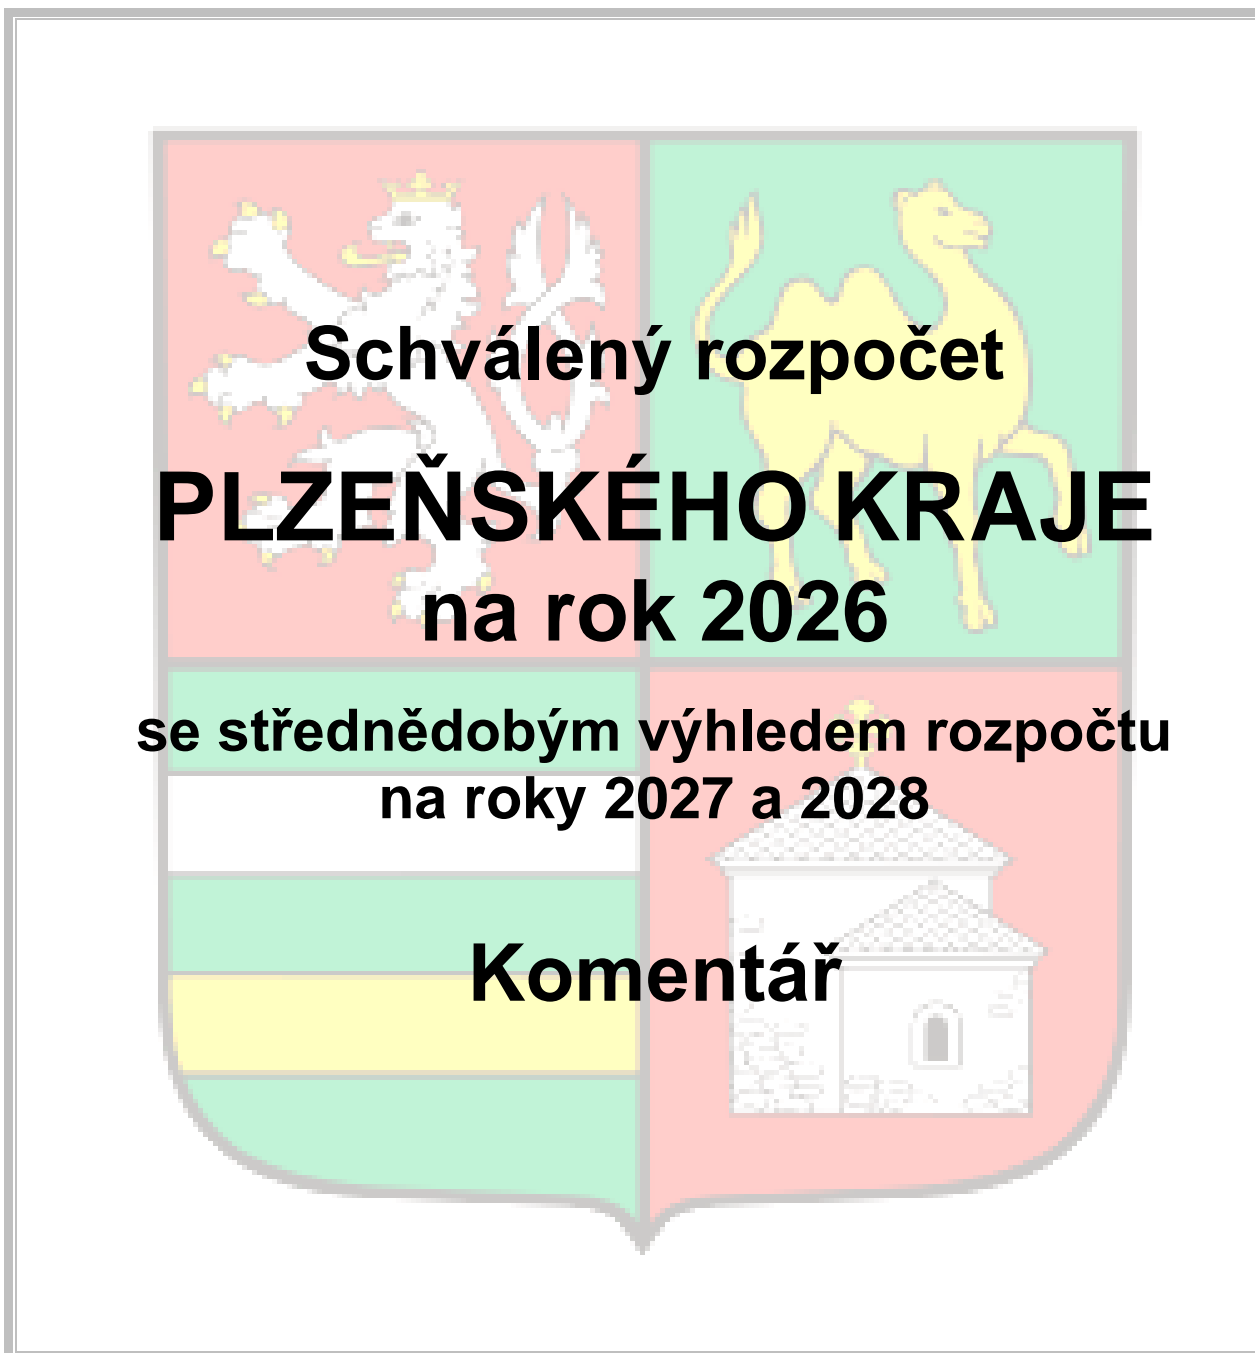 Schválený rozpočet
PLZEŇSKÉHO KRAJE
na rok 2026
se střednědobým výhledem rozpočtu
na roky 2027 a 2028
Komentář